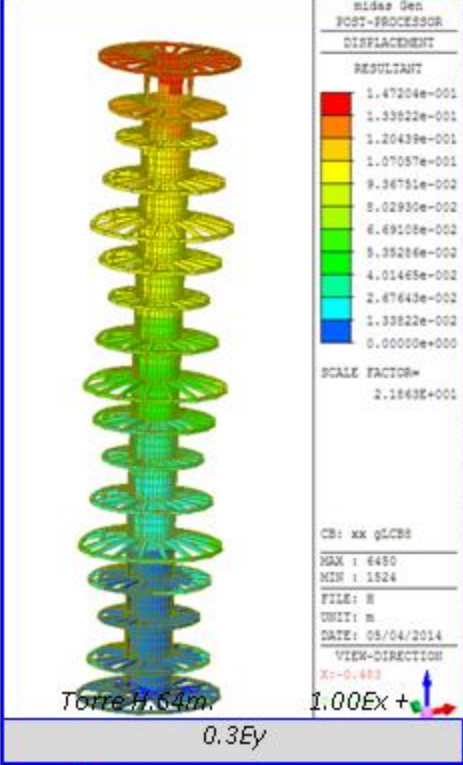 midas Gen
POST-PROCESSOR
DISPLACEMENT
RESULTANT
1.47204e-001
1.33822e-001
1.20439e-001
1.07057e-001
9.36751e-002
8.02930e-002
6.69108e-002
5.35286e-002
4.01465e-002
2.67643e-002
1.33822e-002
0.00000e+000
SCALE FACTOR=
2.1863E+001
CB: xx gLCB8
MAX : 6450
MIN : 1524
FILE: H
UNIT: m
DATE: 05/04/2014
VIEW-DIRECTION
X:-0.483
Torre H.64m. 1.00Ex +
0.3Ey